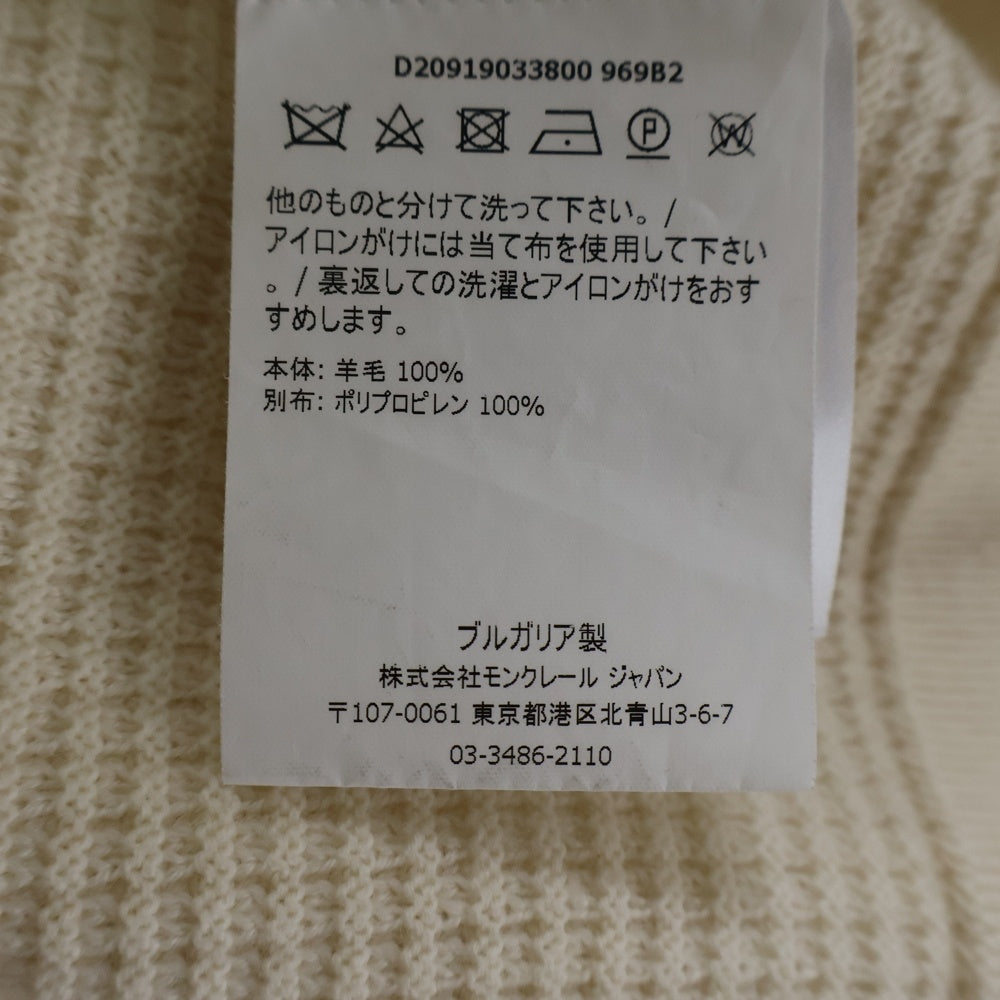 D20919033800 969B2
P W
他のものと分けて洗って下さい。/
アイロンがけには当て布を使用して下さい
。/ 裏返しての洗濯とアイロンがけをおす
すめします。
本体: 羊毛 100%
別布: ポリプロピレン 100%
ブルガリア製
株式会社モンクレール ジャパン
〒107-0061 東京都港区北青山3-6-7
03-3486-2110